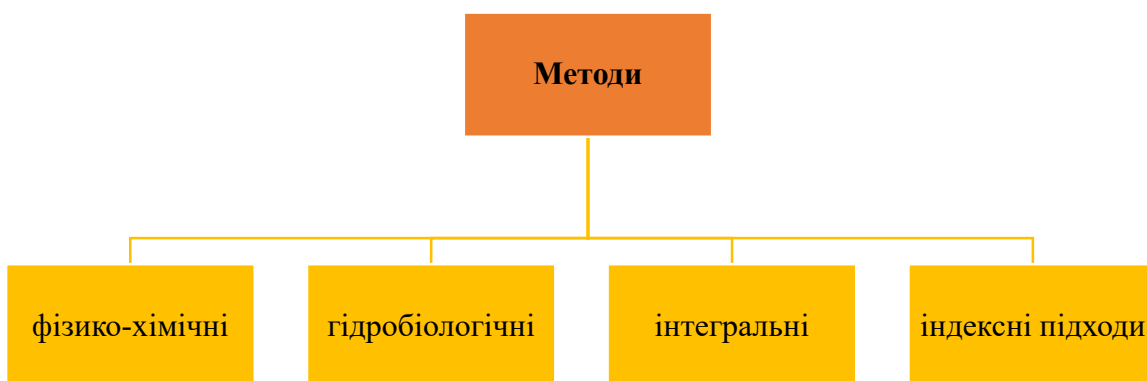 Методи
фізико-хімічні
гідробіологічні
інтегральні
індексні підходи